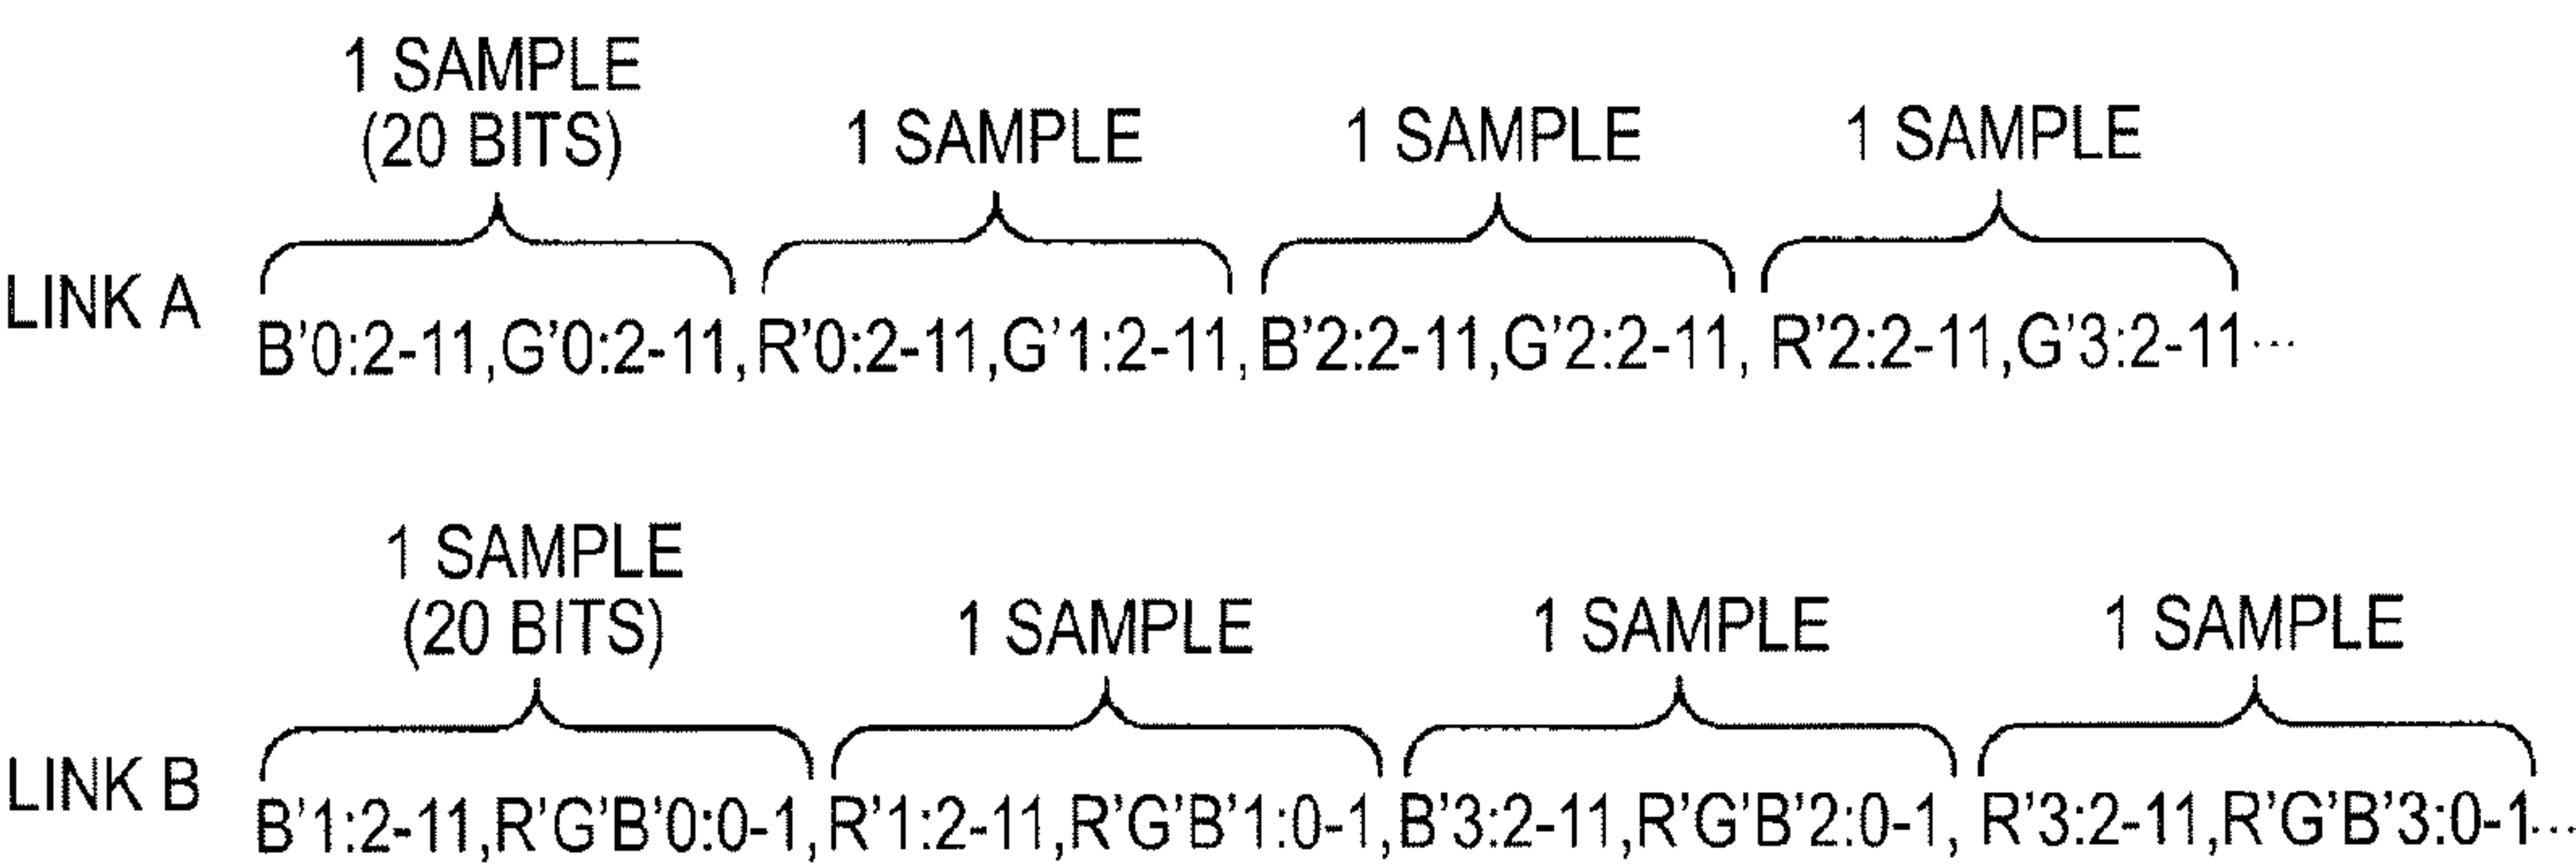 1 SAMPLE
(20 BITS)
1 SAMPLE
1 SAMPLE
1 SAMPLE
LINK A
B'0:2-11,G'0:2-11,R'0:2-11,G'1:2-11,B'2:2-11,G'2:2-11, R'2:2-11,G'3:2-11...
1 SAMPLE
(20 BITS)
1 SAMPLE
1 SAMPLE
1 SAMPLE
LINK B
B'1:2-11,R'G'B'0:0-1,R'1:2-11,R'G'B'1:0-1,B'3:2-11,R'G'B'2:0-1, R'3:2-11,R'G'B'3:0-1...